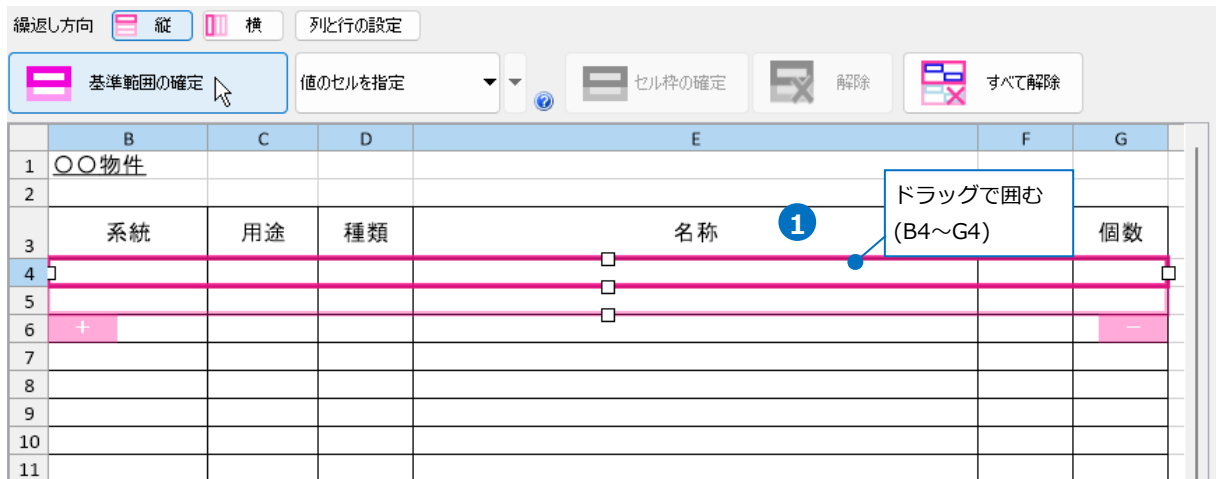 繰返し方向 縦 横 列と行の設定
基準範囲の確定 値のセルを指定 ? セル枠の確定 解除 すべて解除
B C D E F G
1 〇〇物件
2
ドラッグで囲む
(B4～G4)
1
3 系統 用途 種類 名称 個数
4
5
6 + −
7
8
9
10
11